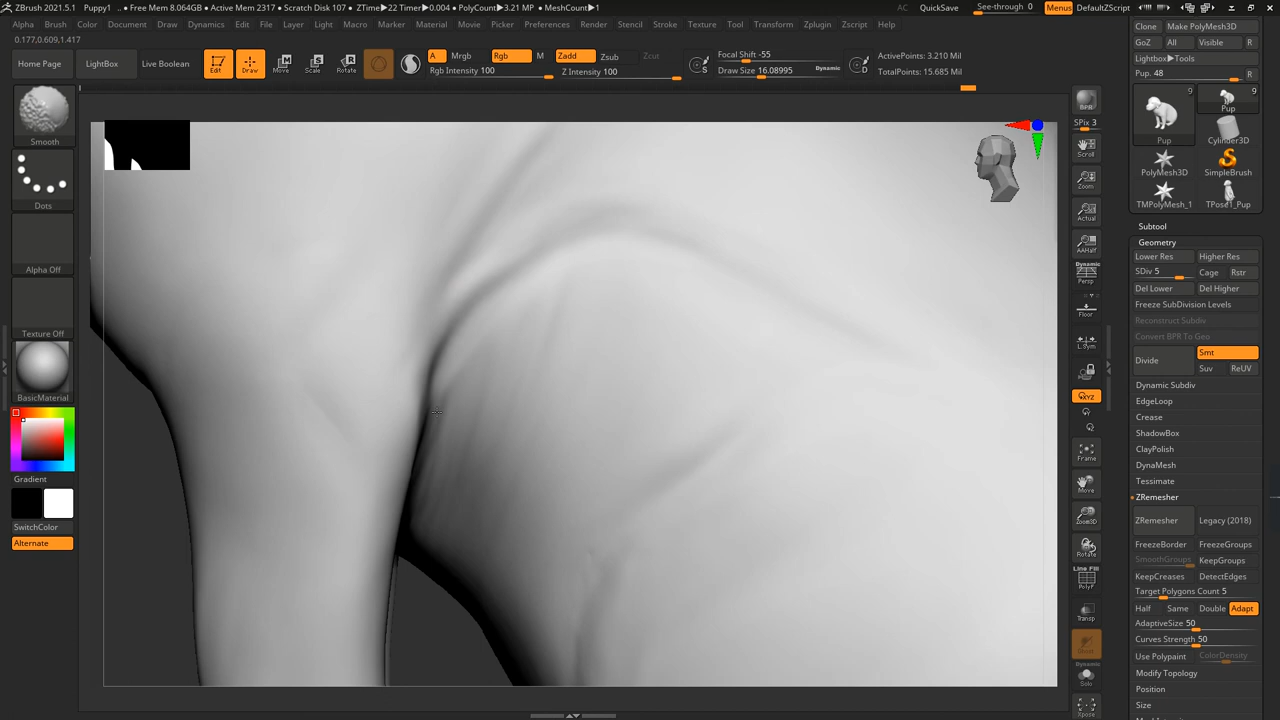 ZBrush 2021.5.1 Puppy1 • Free Mem 8.064GB • Active Mem 2317 • Scratch Disk 107 • ZTime▶22 Timer▶0.004 • PolyCount▶3.21 MP • MeshCount▶1 AC QuickSave See-through 0 Menus DefaultZScript
Alpha Brush Color Document Draw Dynamics Edit File Layer Light Macro Marker Material Movie Picker Preferences Render Stencil Stroke Texture Tool Transform Zplugin Zscript Help
0.177,0.609,1.417
Home Page LightBox Live Boolean
Edit Draw Move Scale Rotate
A Mrgb Rgb M Zadd Zsub Zcut
Rgb Intensity 100 Z Intensity 100
S Focal Shift -55
Draw Size 16.08995 Dynamic
D ActivePoints: 3.210 Mil
TotalPoints: 15.685 Mil
Smooth
Dots
Alpha Off
Texture Off
BasicMaterial
Gradient
SwitchColor
Alternate
BPR
SPix 3
Scroll
Zoom
Actual
AAHalf
Dynamic
Persp
Floor
L.Sym
XYZ
Frame
Move
Zoom3D
Rotate
Line Fill
PolyF
Transp
Ghost
Dynamic
Solo
Xpose
Clone Make PolyMesh3D
GoZ All Visible R
Lightbox▶Tools
Pup. 48 R
9 9
Pup
Pup Cylinder3D
PolyMesh3D SimpleBrush
TMPolyMesh_1 TPose1_Pup
Subtool
Geometry
Lower Res Higher Res
SDiv 5 Cage Rstr
Del Lower Del Higher
Freeze SubDivision Levels
Reconstruct Subdiv
Convert BPR To Geo
Divide Smt
Suv ReUV
Dynamic Subdiv
EdgeLoop
Crease
ShadowBox
ClayPolish
DynaMesh
Tessimate
ZRemesher
ZRemesher Legacy (2018)
FreezeBorder FreezeGroups
SmoothGroups KeepGroups
KeepCreases DetectEdges
Target Polygons Count 5
Half Same Double Adapt
AdaptiveSize 50
Curves Strength 50
Use Polypaint ColorDensity
Modify Topology
Position
Size